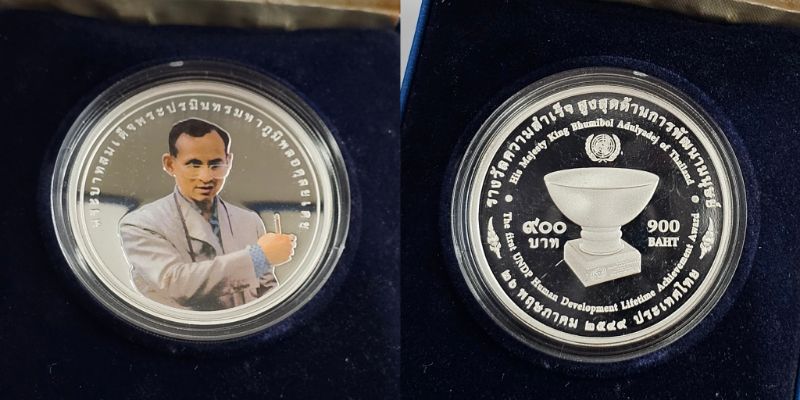 พระบาทสมเด็จพระปรมินทรมหาภูมิพลอดุลยเดช
รางวัลความสำเร็จ สูงสุดด้านการพัฒนามนุษย์
His Majesty King Bhumibol Adulyadej of Thailand
๙๐๐
บาท
900
BAHT
The first UNDP Human Development Lifetime Achievement Award
๒๖ พฤษภาคม ๒๕๔๙ ประเทศไทย